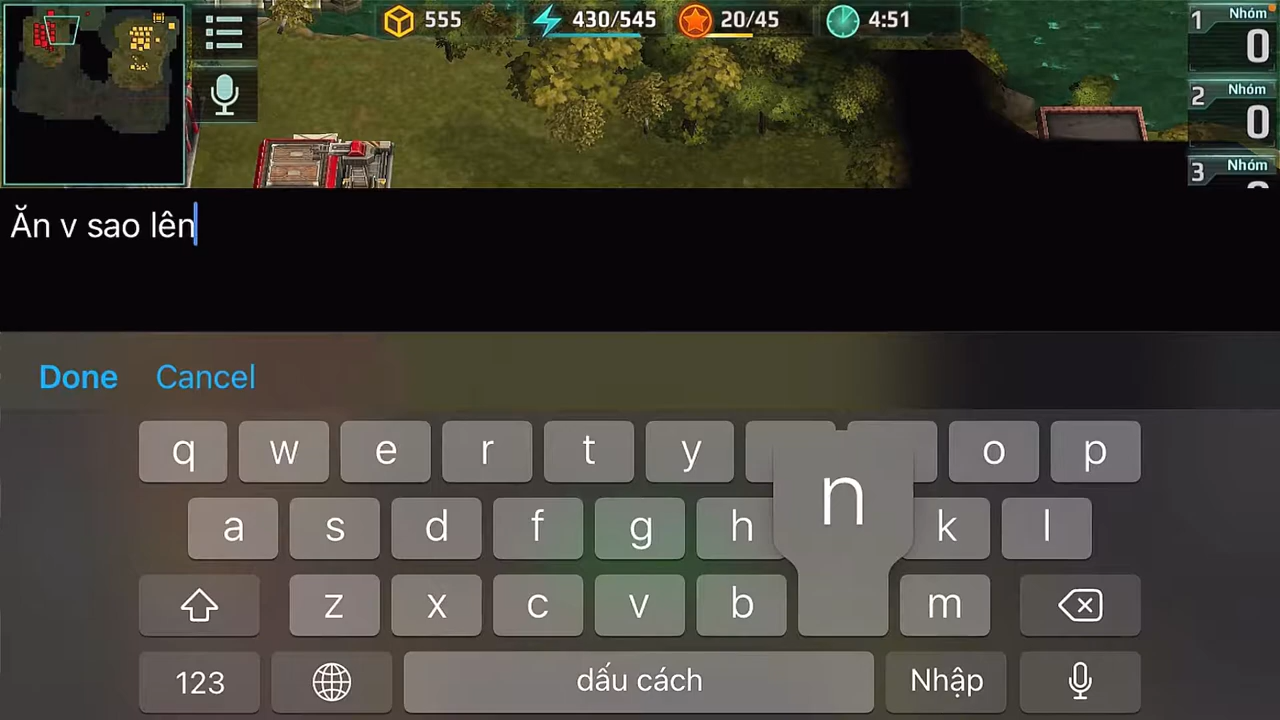 555 430/545 20/45 4:51
1 Nhóm 0
2 Nhóm 0
3 Nhóm
Ăn v sao lên
Done Cancel
q w e r t y o p
a s d f g h k l
n
z x c v b m
123 dấu cách Nhập